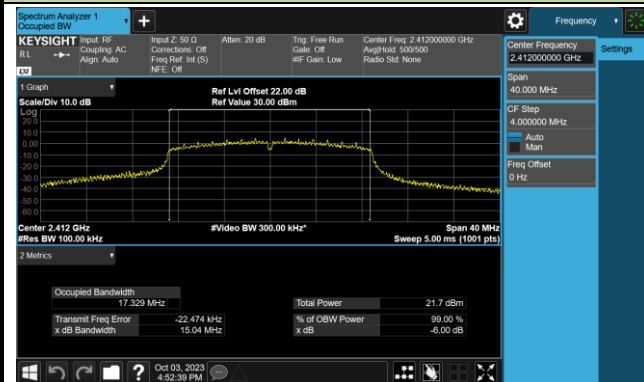 Spectrum Analyzer 1
Occupied BW
Frequency
KEYSIGHT Input: RF
RL
Coupling: AC
Align: Auto
Input Z: 50 Ω
Corrections: Off
Freq Ref: Int (S)
NFE: Off
Atten: 20 dB
Trig: Free Run
Gate: Off
#IF Gain: Low
Center Freq: 2.412000000 GHz
Avg|Hold: 500/500
Radio Std: None
Center Frequency
2.412000000 GHz
Settings
Span
40.000 MHz
CF Step
4.000000 MHz
Auto
Man
Freq Offset
0 Hz
1 Graph
Scale/Div 10.0 dB
Ref Lvl Offset 22.00 dB
Ref Value 30.00 dBm
Log
20.0
10.0
0.00
-10.0
-20.0
-30.0
-40.0
-50.0
-60.0
Center 2.412 GHz
#Res BW 100.00 kHz
#Video BW 300.00 kHz*
Span 40 MHz
Sweep 5.00 ms (1001 pts)
2 Metrics
Occupied Bandwidth
17.329 MHz
Total Power 21.7 dBm
Transmit Freq Error -22.474 kHz
% of OBW Power 99.00 %
x dB Bandwidth 15.04 MHz
x dB -6.00 dB
?
Oct 03, 2023
4:52:39 PM